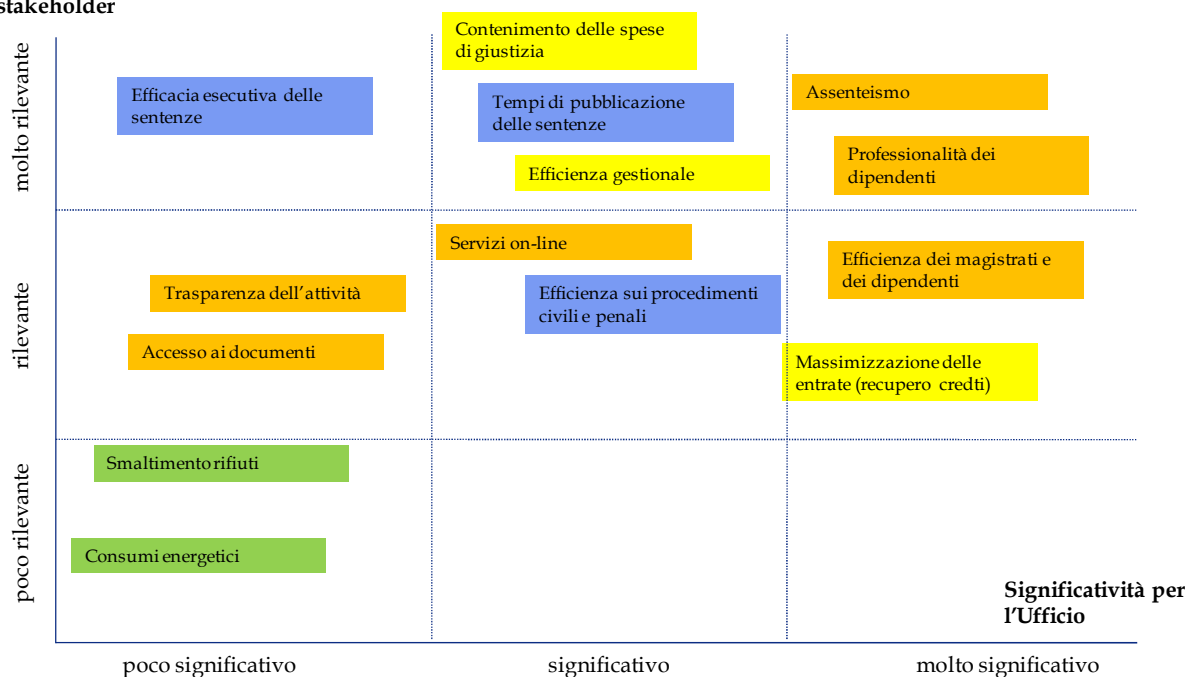 stakeholder
molto rilevante
Contenimento delle spese
di giustizia
Efficacia esecutiva delle
sentenze
Tempi di pubblicazione
delle sentenze
Assenteismo
Efficienza gestionale
Professionalità dei
dipendenti
rilevante
Servizi on-line
Efficienza dei magistrati e
dei dipendenti
Trasparenza dell'attività
Efficienza sui procedimenti
civili e penali
Accesso ai documenti
Massimizzazione delle
entrate (recupero credti)
poco rilevante
Smaltimento rifiuti
Consumi energetici
Significatività per
l'Ufficio
poco significativo
significativo
molto significativo